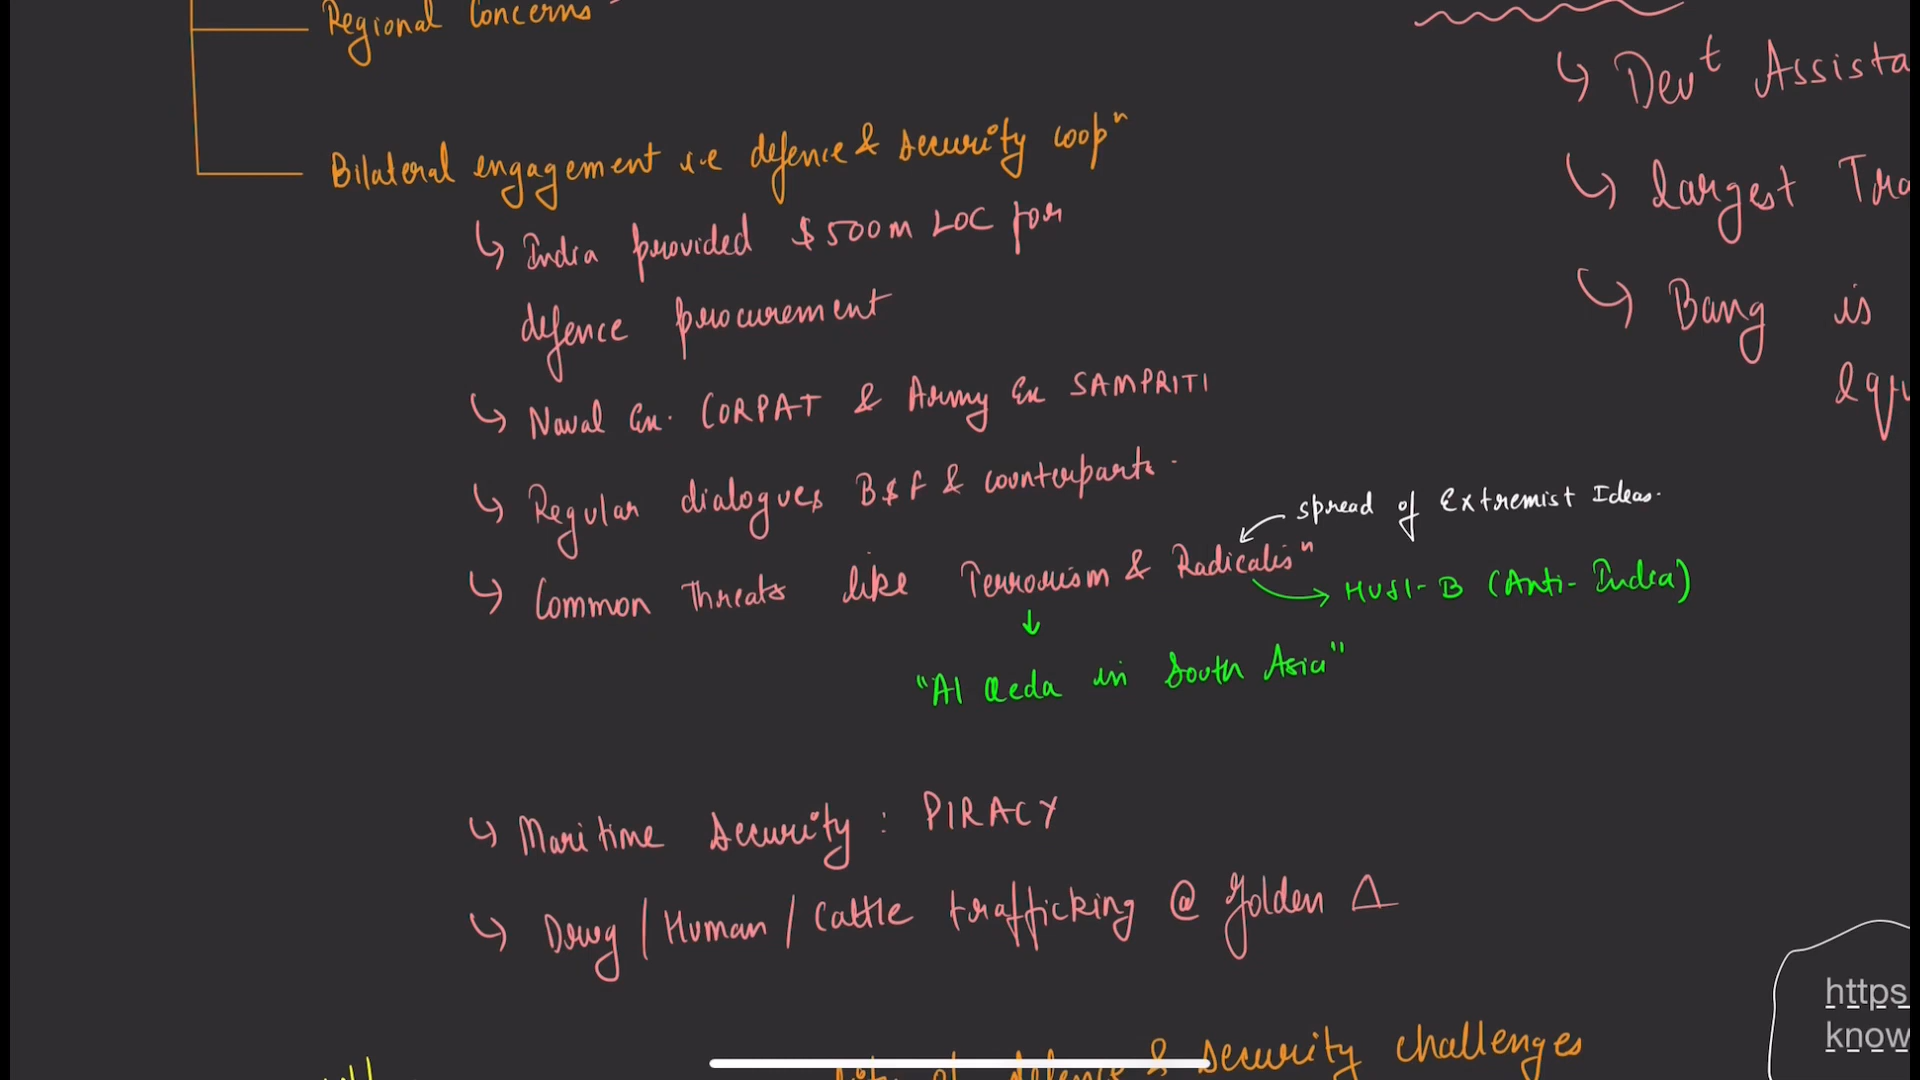 Regional Concerns
Bilateral engagement i.e defence & security coopⁿ
↳ India provided $500m LOC for
defence procurement
↳ Naval Ex. CORPAT & Army Ex SAMPRITI
↳ Regular dialogues BSF & counterparts.
spread of Extremist Ideas.
↳ Common Threats like Terrorism & Radicalisⁿ
→ HUJI-B (Anti-India)
↓
"Al Qeda in South Asia"
↳ Maritime Security : PIRACY
↳ Drug / Human / Cattle trafficking @ Golden Δ
& security challenges
↳ Devᵗ Assista
↳ largest Tra
↳ Bang is
https
know